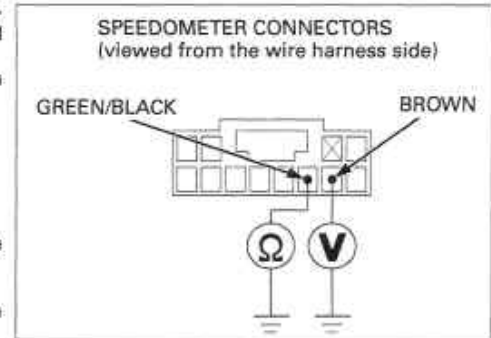 SPEEDOMETER CONNECTORS
(viewed from the wire harness side)
GREEN/BLACK
BROWN
Ω
V